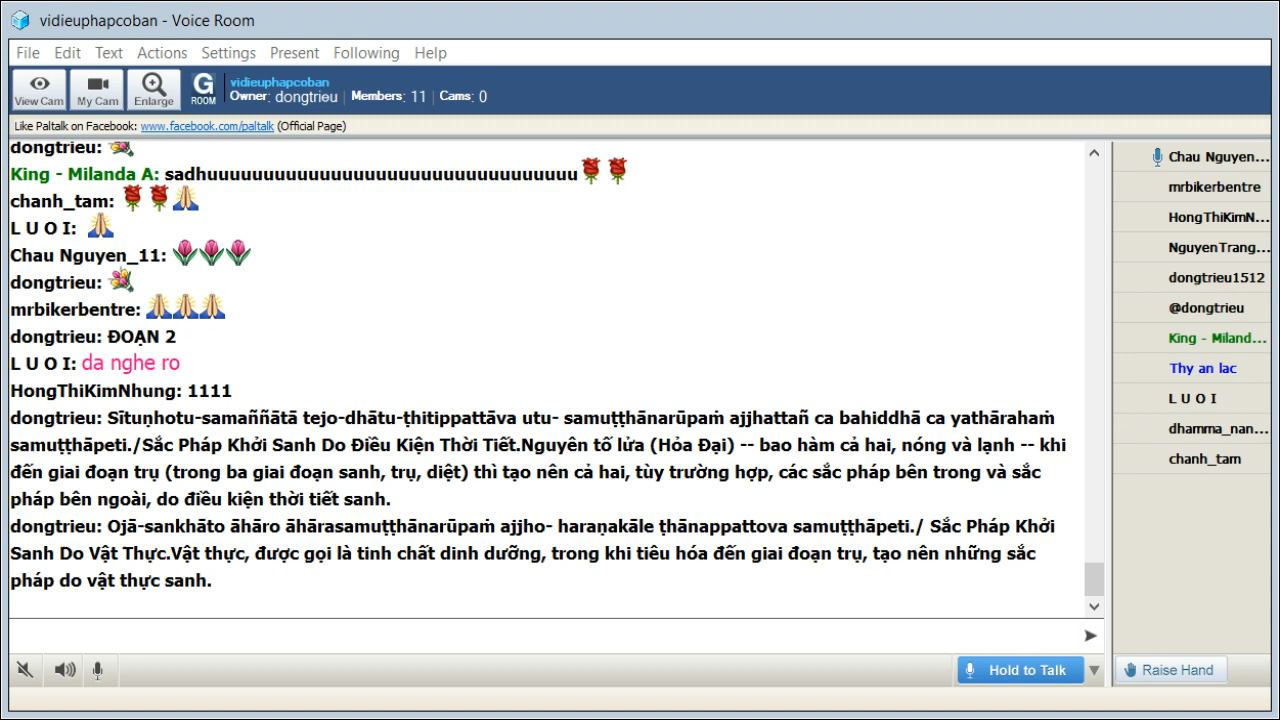 vidieuphapcoban - Voice Room
File Edit Text Actions Settings Present Following Help
View Cam My Cam Enlarge G ROOM
vidieuphapcoban
Owner: dongtrieu | Members: 11 | Cams: 0
Like Paltalk on Facebook: www.facebook.com/paltalk (Official Page)
dongtrieu:
King - Milanda A: sadhuuuuuuuuuuuuuuuuuuuuuuuuuuuuuuuuu
chanh_tam:
L U O I:
Chau Nguyen_11:
dongtrieu:
mrbikerbentre:
dongtrieu: ĐOẠN 2
L U O I: da nghe ro
HongThiKimNhung: 1111
dongtrieu: Sītuṇhotu-samaññātā tejo-dhātu-ṭhitippattāva utu- samuṭṭhānarūpaṁ ajjhattañ ca bahiddhā ca yathārahaṁ
samuṭṭhāpeti./Sắc Pháp Khởi Sanh Do Điều Kiện Thời Tiết.Nguyên tố lửa (Hỏa Đại) -- bao hàm cả hai, nóng và lạnh -- khi
đến giai đoạn trụ (trong ba giai đoạn sanh, trụ, diệt) thì tạo nên cả hai, tùy trường hợp, các sắc pháp bên trong và sắc
pháp bên ngoài, do điều kiện thời tiết sanh.
dongtrieu: Ojā-sankhāto āhāro āhārasamuṭṭhānarūpaṁ ajjho- haraṇakāle ṭhānappattova samuṭṭhāpeti./ Sắc Pháp Khởi
Sanh Do Vật Thực.Vật thực, được gọi là tinh chất dinh dưỡng, trong khi tiêu hóa đến giai đoạn trụ, tạo nên những sắc
pháp do vật thực sanh.
Hold to Talk
Chau Nguyen...
mrbikerbentre
HongThiKimN...
NguyenTrang...
dongtrieu1512
@dongtrieu
King - Miland...
Thy an lac
L U O I
dhamma_nan...
chanh_tam
Raise Hand